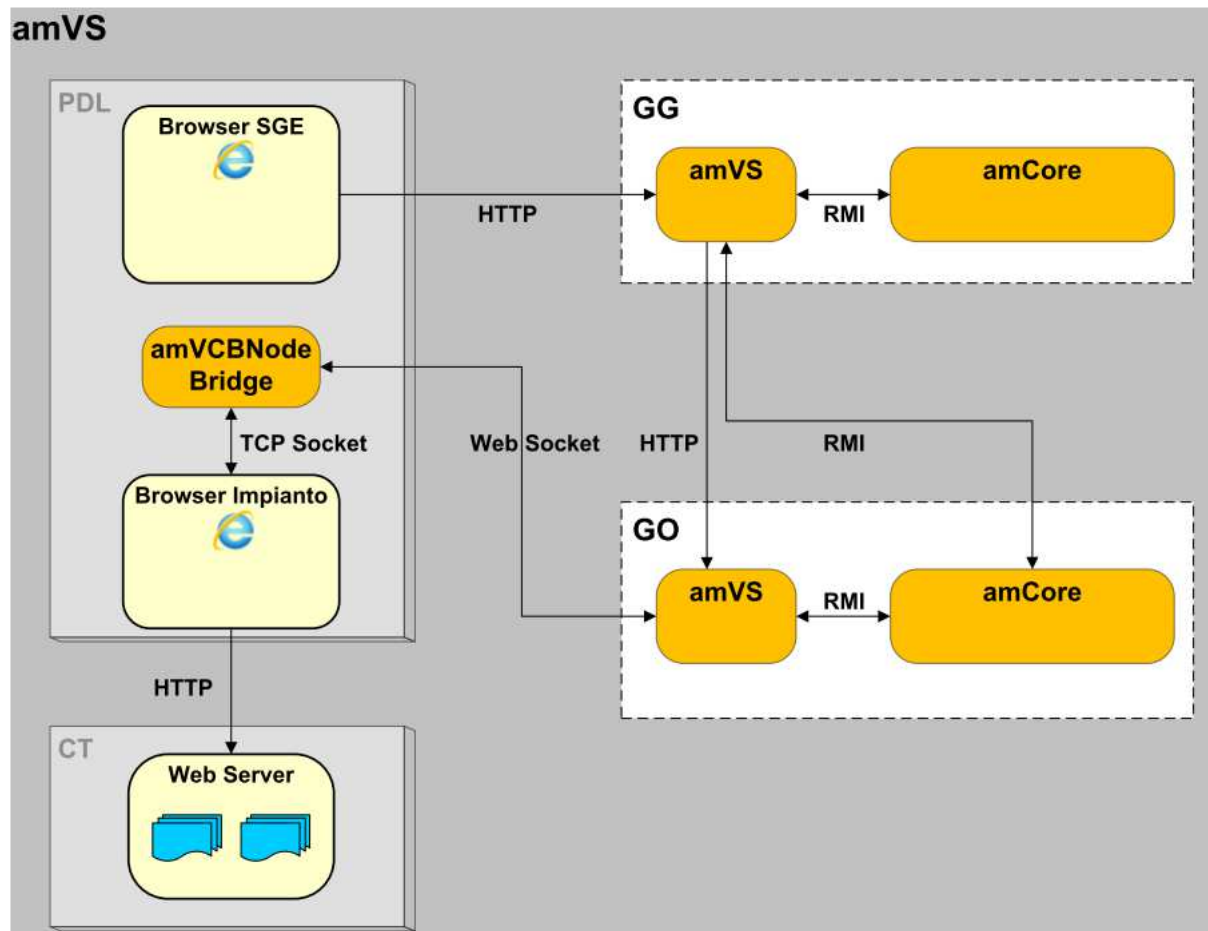 amVS
PDL
Browser SGE
HTTP
GG
amVS
RMI
amCore
amVCBNode
Bridge
TCP Socket
Web Socket
HTTP
RMI
Browser Impianto
GO
amVS
RMI
amCore
HTTP
CT
Web Server